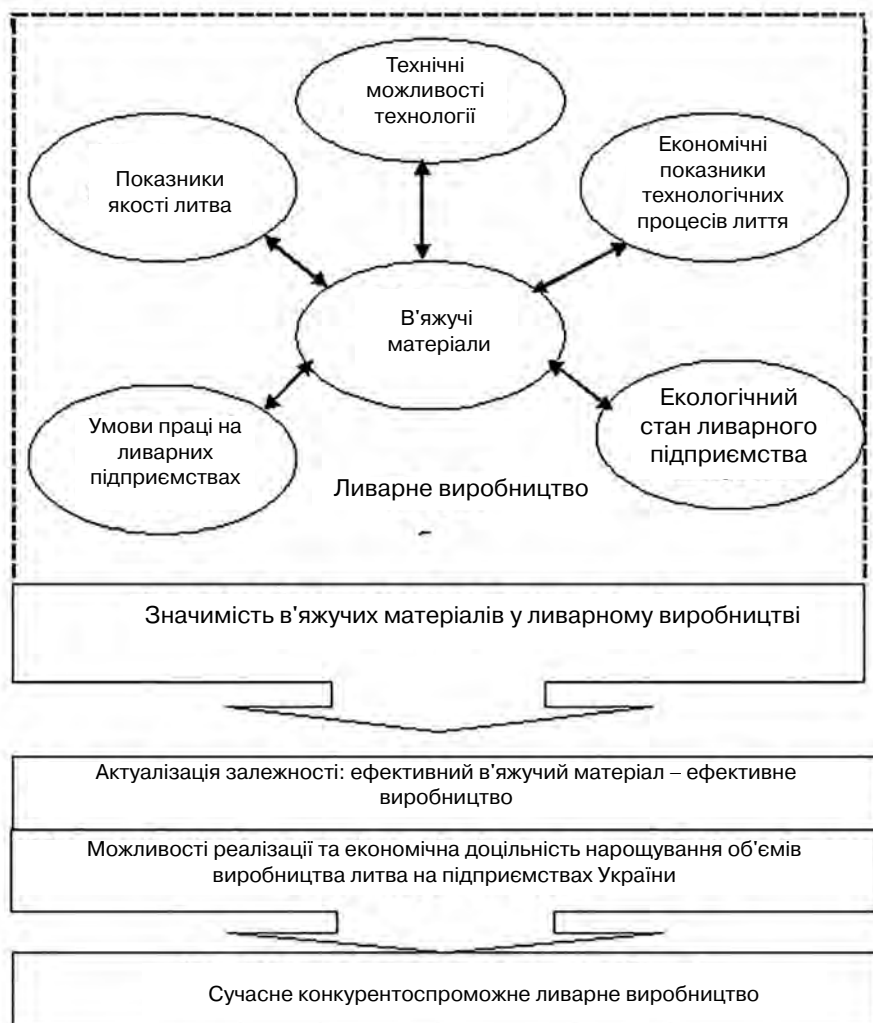 Технічні
можливості
технології
Показники
якості литва
Економічні
показники
технологічних
процесів лиття
В'яжучі
матеріали
Умови праці на
ливарних
підприємствах
Екологічний
стан ливарного
підприємства
Ливарне виробництво
Значимість в'яжучих матеріалів у ливарному виробництві
Актуалізація залежності: ефективний в'яжучий матеріал – ефективне
виробництво
Можливості реалізації та економічна доцільність нарощування об'ємів
виробництва литва на підприємствах України
Сучасне конкурентоспроможне ливарне виробництво